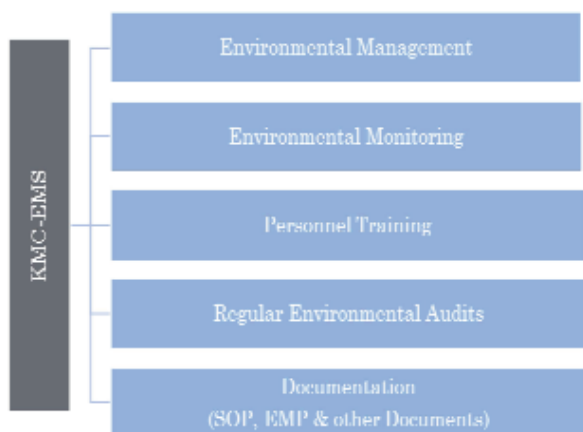 KMC-EMS
Environmental Management
Environmental Monitoring
Personnel Training
Regular Environmental Audits
Documentation
(SOP, EMP & other Documents)